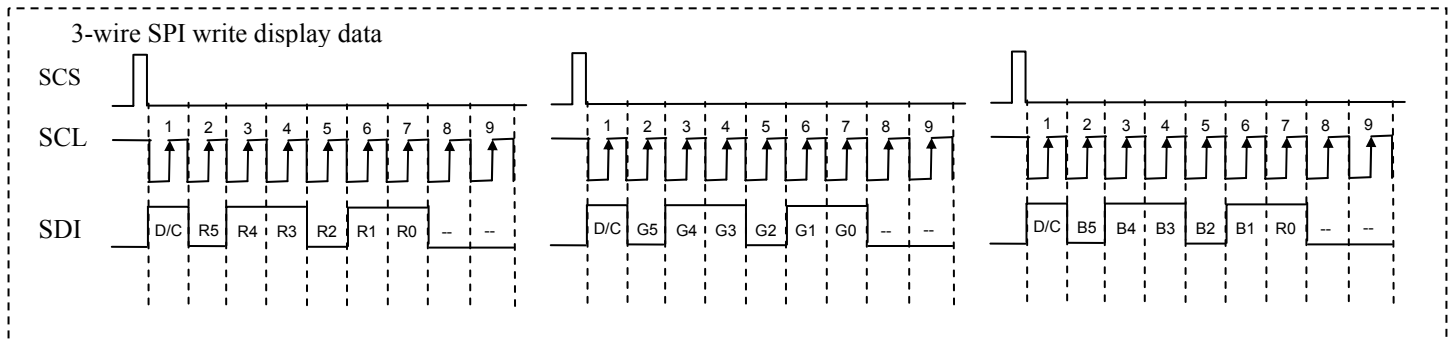 3-wire SPI write display data
SCS
SCL 1 2 3 4 5 6 7 8 9 1 2 3 4 5 6 7 8 9 1 2 3 4 5 6 7 8 9
SDI D/C R5 R4 R3 R2 R1 R0 -- -- D/C G5 G4 G3 G2 G1 G0 -- -- D/C B5 B4 B3 B2 B1 R0 -- --